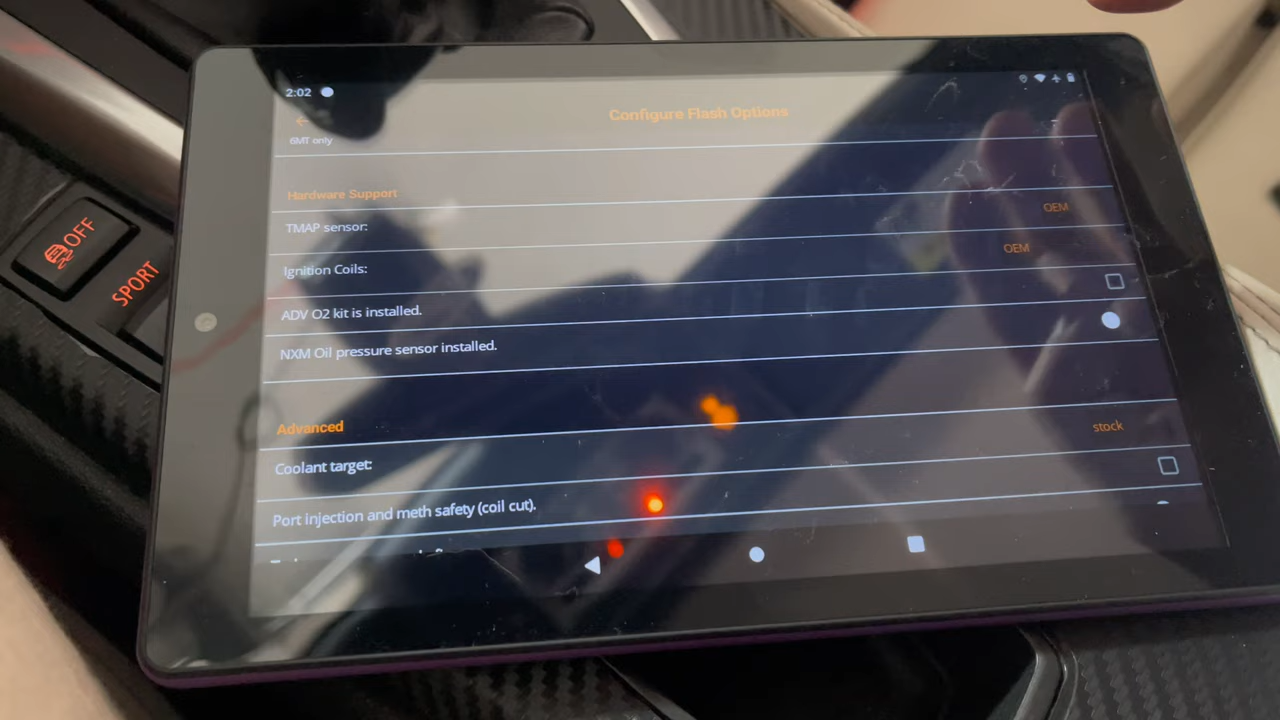 2:02
Configure Flash Options
6MT only
Hardware Support
TMAP sensor:
OEM
Ignition Coils:
OEM
ADV O2 kit is installed.
NXM Oil pressure sensor installed.
Advanced
Coolant target:
stock
Port injection and meth safety (coil cut).
OFF
SPORT